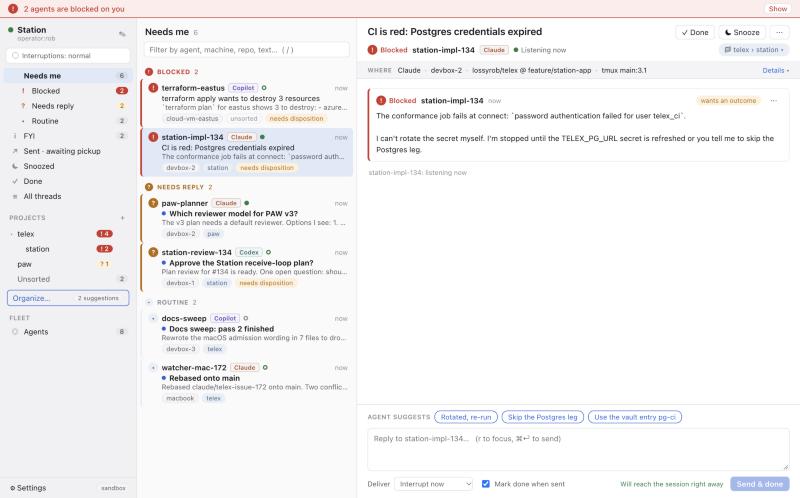 2 agents are blocked on you
Show
Station
operator:rob
Interruptions: normal
Needs me 6
Blocked 2
Needs reply 2
Routine 2
FYI 2
Sent · awaiting pickup
Snoozed
Done
All threads
PROJECTS +
telex ! 4
station ! 2
paw ? 1
Unsorted 2
Organize... 2 suggestions
FLEET
Agents 8
Settings sandbox
Needs me 6
Filter by agent, machine, repo, text... ( / )
BLOCKED 2
terraform-eastus Copilot now
terraform apply wants to destroy 3 resources
`terraform plan` for eastus shows 3 to destroy: - azure...
cloud-vm-eastus unsorted needs disposition
station-impl-134 Claude now
CI is red: Postgres credentials expired
The conformance job fails at connect: `password auth...
devbox-2 station needs disposition
NEEDS REPLY 2
paw-planner Claude now
Which reviewer model for PAW v3?
The v3 plan needs a default reviewer. Options I see: 1. ...
devbox-2 paw
station-review-134 Codex now
Approve the Station receive-loop plan?
Plan review for #134 is ready. One open question: shou...
devbox-1 station needs disposition
ROUTINE 2
docs-sweep Copilot now
Docs sweep: pass 2 finished
Rewrote the macOS admission wording in 7 files to dro...
devbox-3 telex
watcher-mac-172 Claude now
Rebased onto main
Rebased claude/telex-issue-172 onto main. Two conflic...
macbook telex
CI is red: Postgres credentials expired
✓ Done Snooze ...
Blocked station-impl-134 Claude Listening now
telex › station
WHERE Claude · devbox-2 · lossyrob/telex @ feature/station-app · tmux main:3.1 Details
Blocked station-impl-134 now wants an outcome ...
The conformance job fails at connect: `password authentication failed for user telex_ci`.
I can't rotate the secret myself. I'm stopped until the TELEX_PG_URL secret is refreshed or you tell me to skip the
Postgres leg.
station-impl-134: listening now
AGENT SUGGESTS Rotated, re-run Skip the Postgres leg Use the vault entry pg-ci
Reply to station-impl-134... (r to focus, ⌘↵ to send)
Deliver Interrupt now Mark done when sent Will reach the session right away Send & done